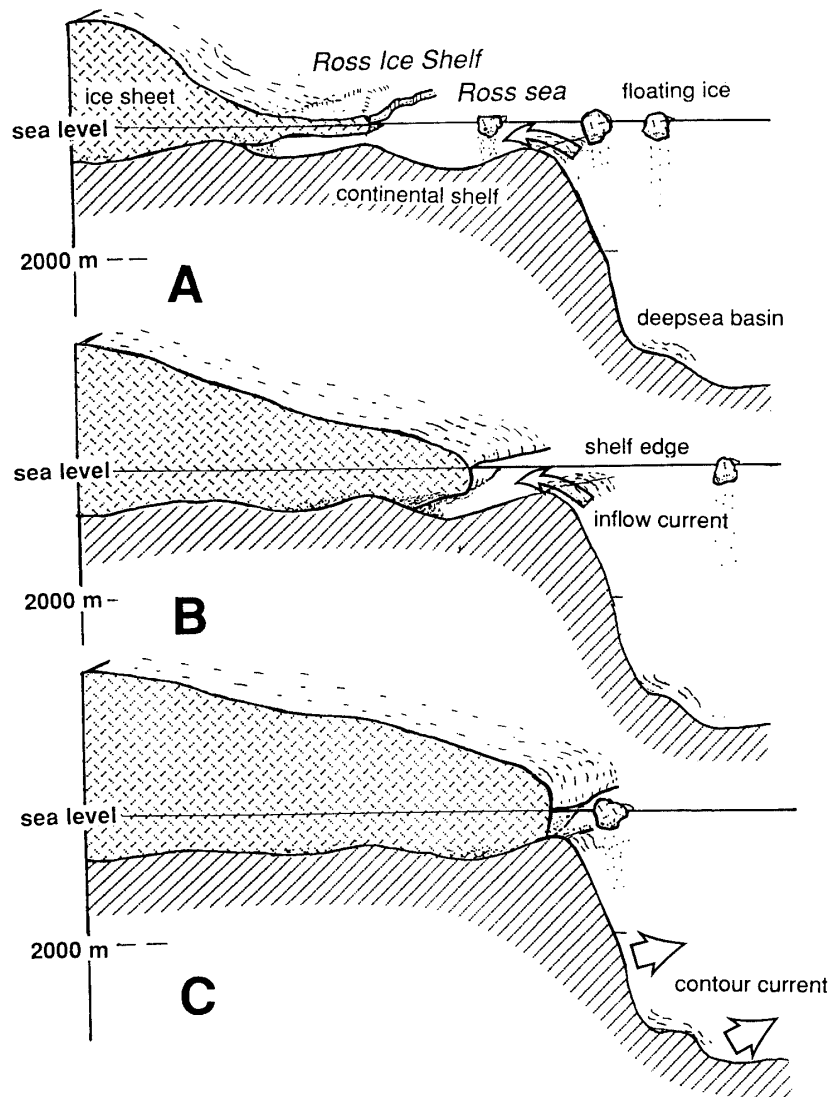 Ross Ice Shelf
Ross sea
floating ice
ice sheet
sea level
continental shelf
2000 m
A
deepsea basin
sea level
shelf edge
inflow current
2000 m
B
sea level
2000 m
C
contour current